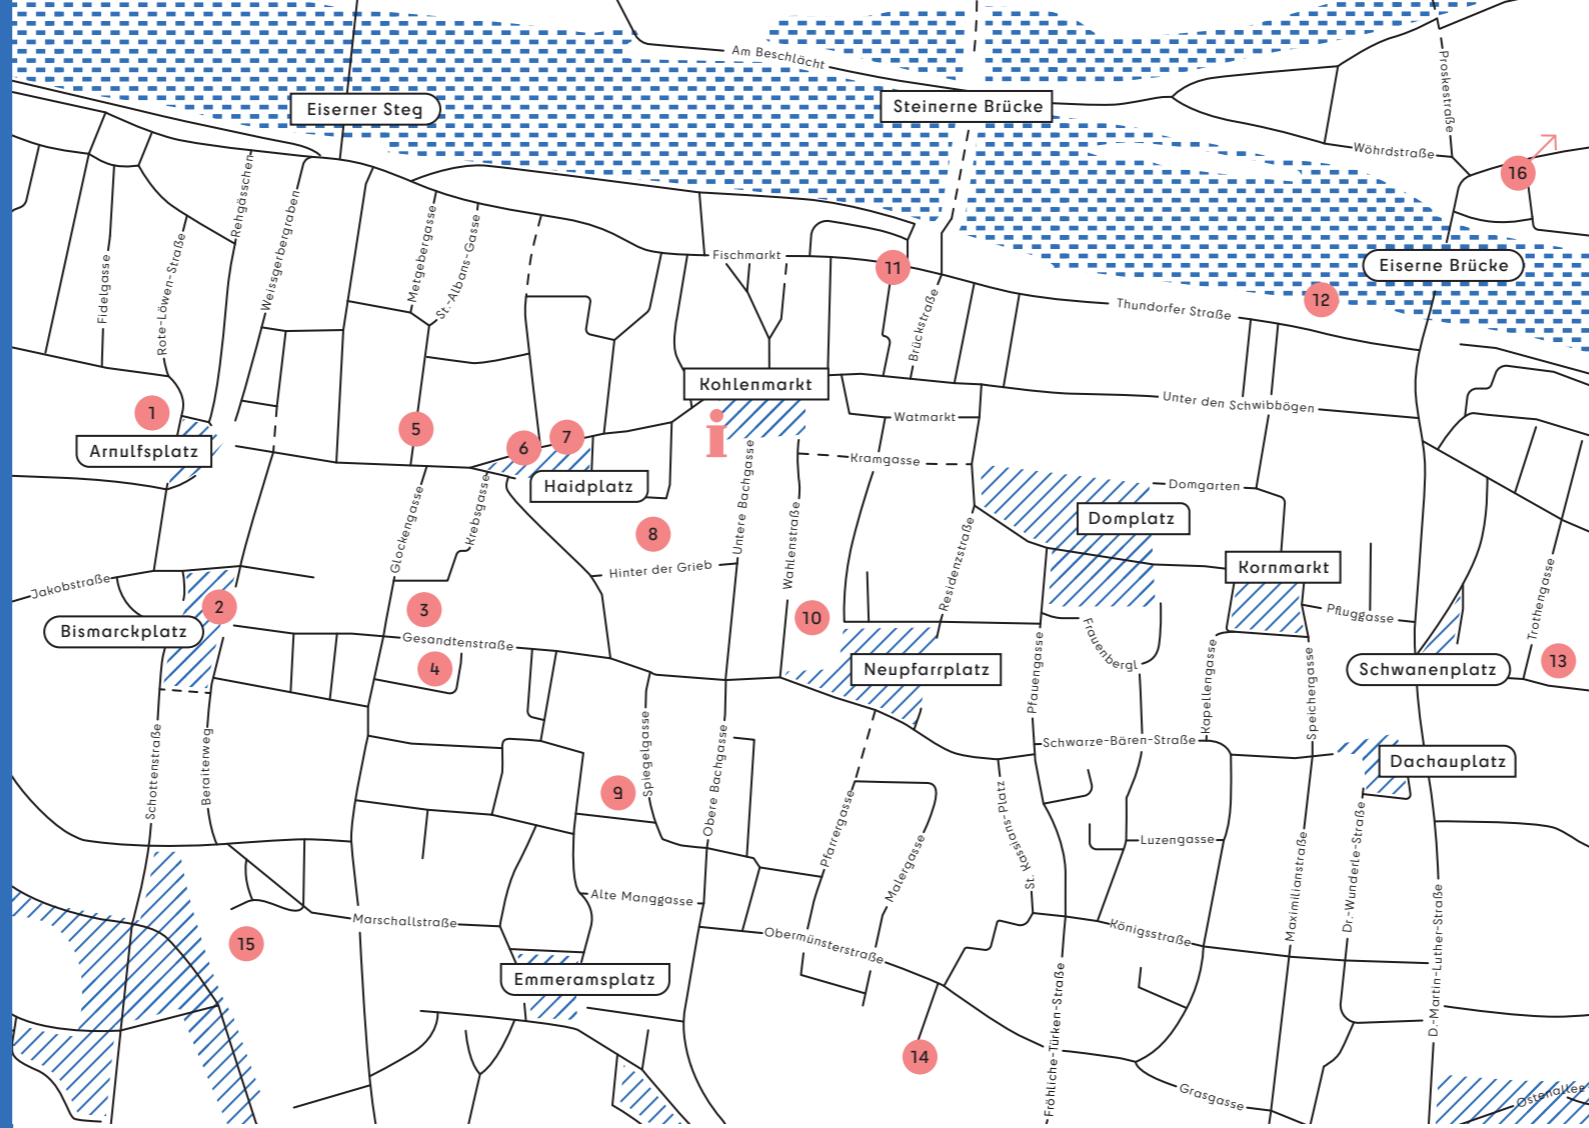 Am Beschlächt
Proskestraße
Eiserner Steg
Steinerne Brücke
Wöhrdstraße
16
Rehgässchen
Weissgerbergraben
Fidelgasse
Rote-Löwen-Straße
Metgebergasse
St.-Albans-Gasse
Fischmarkt
11
Eiserne Brücke
12
Thundorfer Straße
Brückstraße
Kohlenmarkt
Unter den Schwibbögen
1
Arnulfsplatz
5
6
7
i
Watmarkt
Kramgasse
Haidplatz
Domgarten
Domplatz
Glockengasse
Krebsgasse
8
Hinter der Grieb
Untere Bachgasse
Wahlenstraße
Residenzstraße
Kornmarkt
Jakobstraße
2
3
10
Pfluggasse
Trothengasse
Bismarckplatz
Gesandtenstraße
4
Neupfarrplatz
Pfauengasse
Frauenbergl
Kapellengasse
Speichergasse
Schwanenplatz
13
Schottenstraße
Beraiterweg
Spiegelgasse
Obere Bachgasse
Schwarze-Bären-Straße
Dachauplatz
9
Pfarrergasse
Malergasse
St. Kassians-Platz
Luzengasse
Maximilianstraße
Dr.-Wunderle-Straße
D.-Martin-Luther-Straße
Alte Manggasse
Marschallstraße
15
Obermünsterstraße
Königsstraße
Emmeramsplatz
Fröhliche-Türken-Straße
14
Grasgasse
Ostenallee